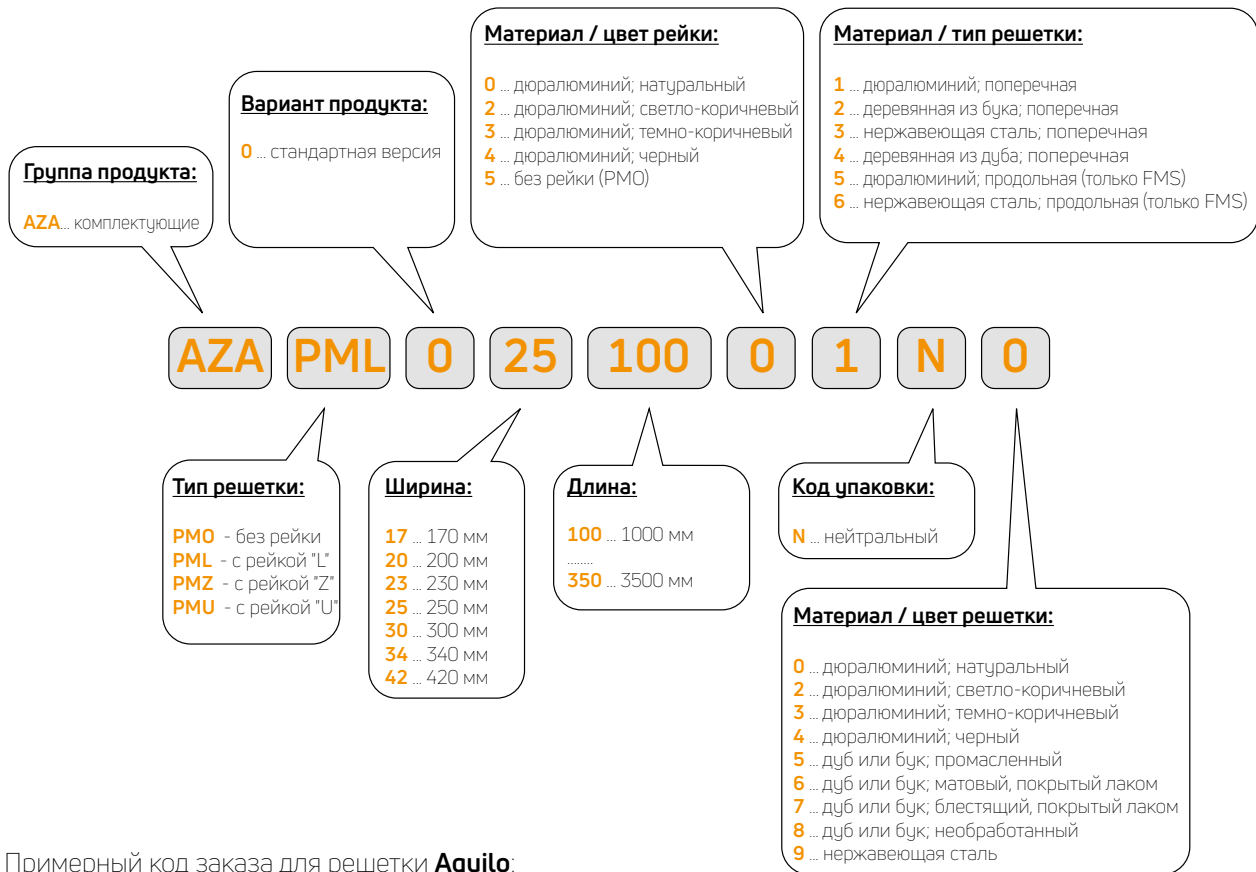 Группа продукта:
AZA... комплектующие
Вариант продукта:
0 ... стандартная версия
Материал / цвет рейки:
0 ... дюралюминий; натуральный
2 ... дюралюминий; светло-коричневый
3 ... дюралюминий; темно-коричневый
4 ... дюралюминий; черный
5 ... без рейки (PMO)
Материал / тип решетки:
1 ... дюралюминий; поперечная
2 ... деревянная из бука; поперечная
3 ... нержавеющая сталь; поперечная
4 ... деревянная из дуба; поперечная
5 ... дюралюминий; продольная (только FMS)
6 ... нержавеющая сталь; продольная (только FMS)
AZA PML 0 25 100 0 1 N 0
Тип решетки:
PMO - без рейки
PML - с рейкой "L"
PMZ - с рейкой "Z"
PMU - с рейкой "U"
Ширина:
17 ... 170 мм
20 ... 200 мм
23 ... 230 мм
25 ... 250 мм
30 ... 300 мм
34 ... 340 мм
42 ... 420 мм
Длина:
100 ... 1000 мм
........
350 ... 3500 мм
Код упаковки:
N ... нейтральный
Материал / цвет решетки:
0 ... дюралюминий; натуральный
2 ... дюралюминий; светло-коричневый
3 ... дюралюминий; темно-коричневый
4 ... дюралюминий; черный
5 ... дуб или бук; промасленный
6 ... дуб или бук; матовый, покрытый лаком
7 ... дуб или бук; блестящий, покрытый лаком
8 ... дуб или бук; необработанный
9 ... нержавеющая сталь
Примерный код заказа для решетки Aquilo: